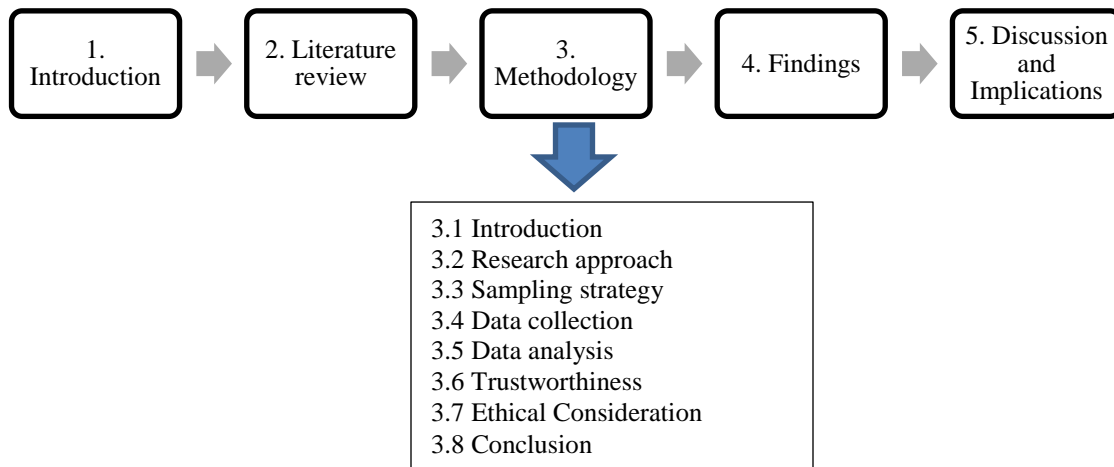 1.
Introduction
2. Literature
review
3.
Methodology
4. Findings
5. Discussion
and
Implications
3.1 Introduction
3.2 Research approach
3.3 Sampling strategy
3.4 Data collection
3.5 Data analysis
3.6 Trustworthiness
3.7 Ethical Consideration
3.8 Conclusion